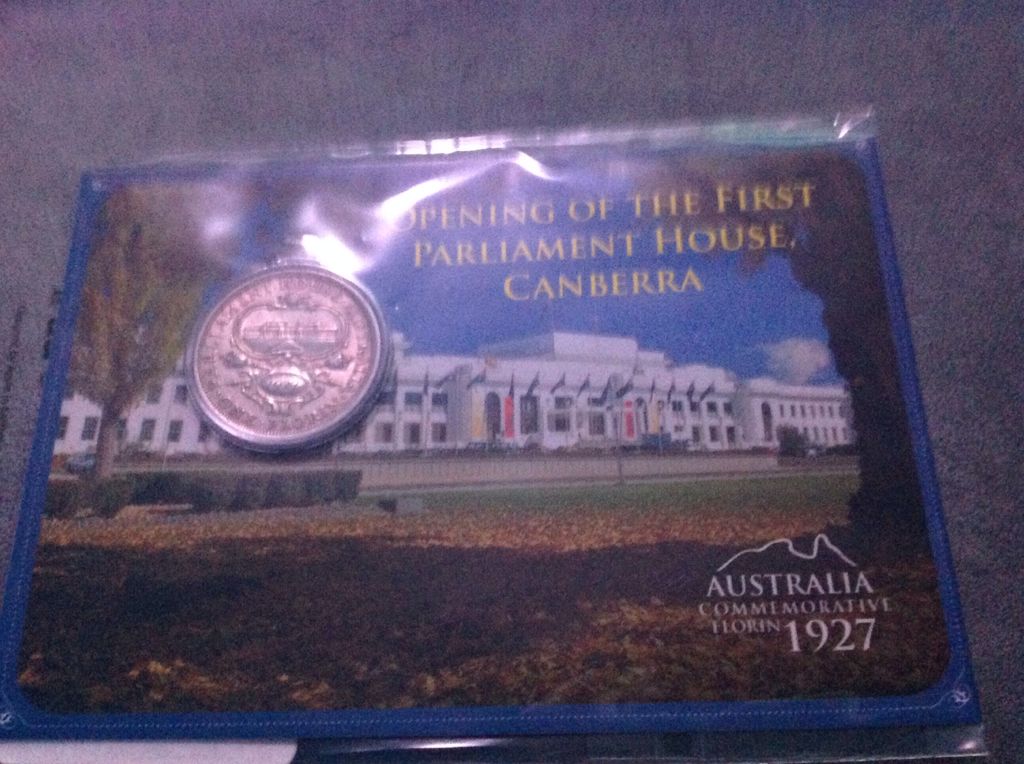 OPENING OF THE FIRST
PARLIAMENT HOUSE,
CANBERRA
AUSTRALIA
COMMEMORATIVE
FLORIN 1927